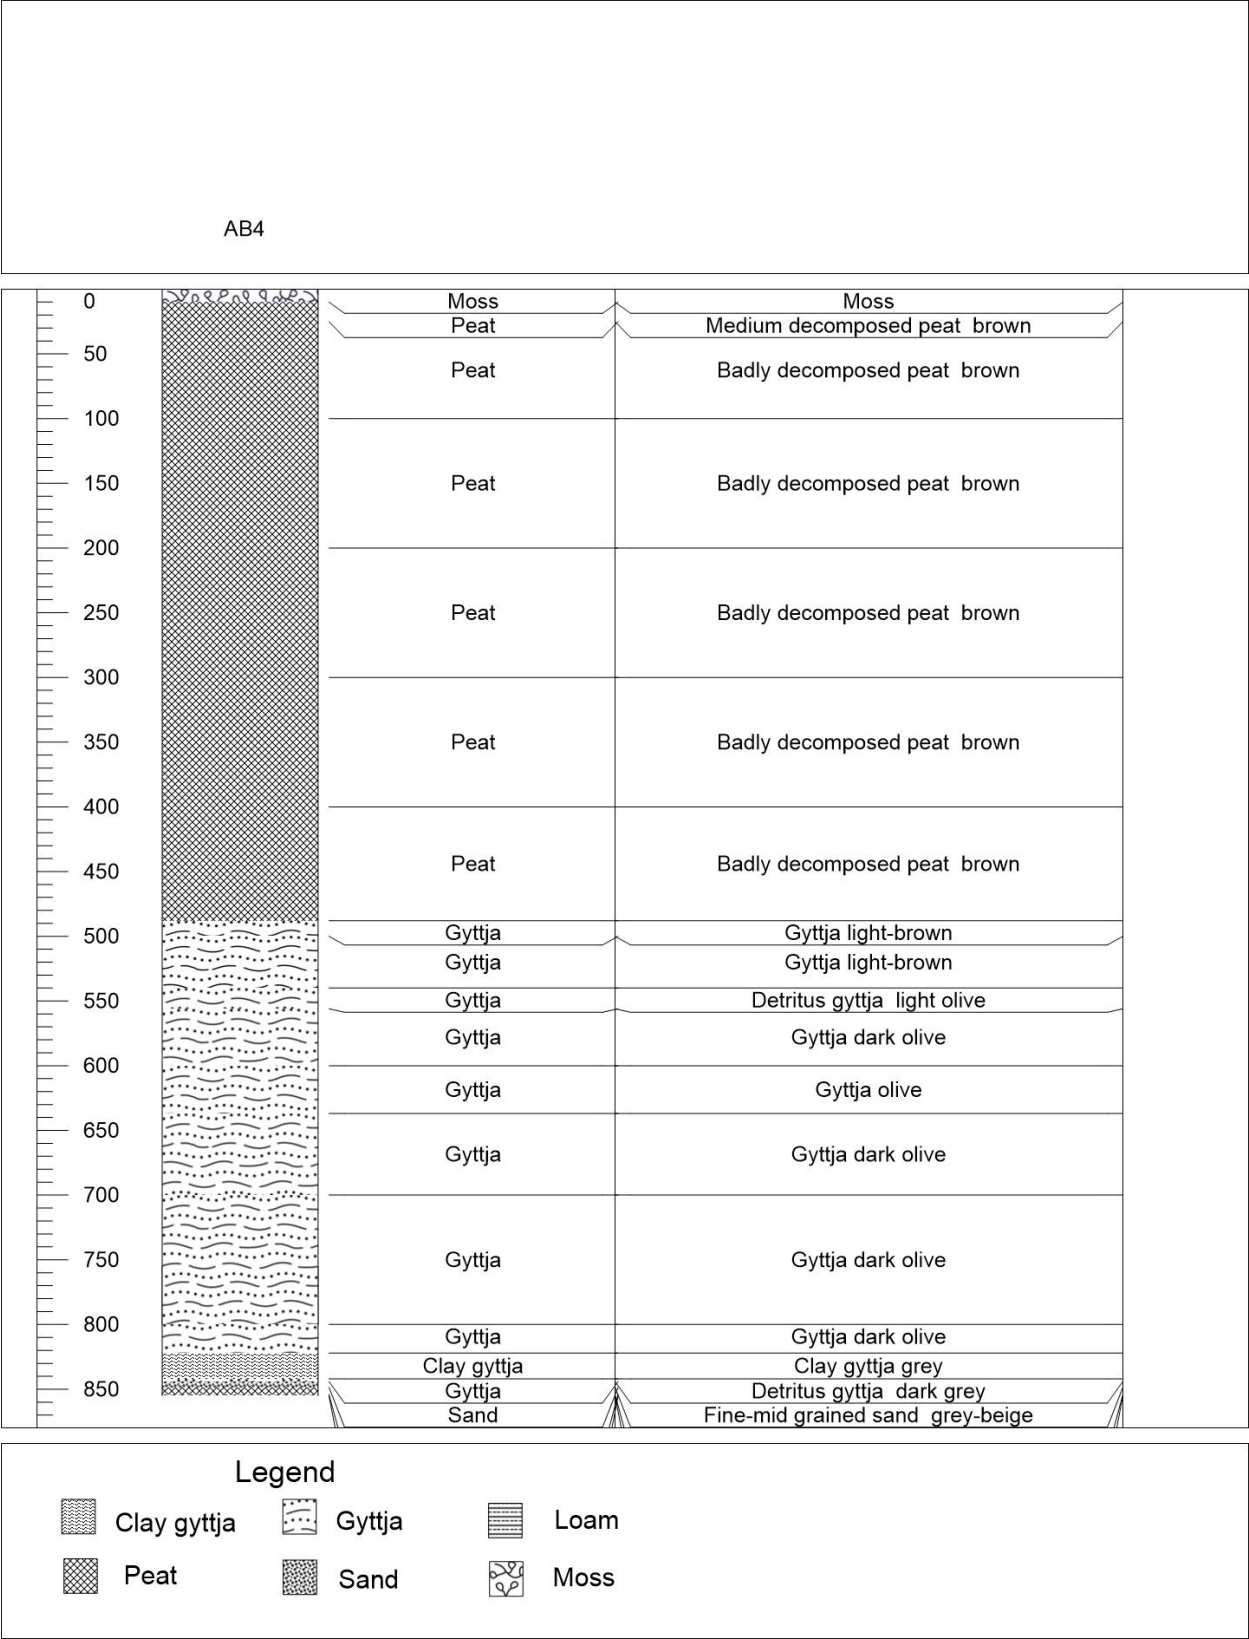 AB4
0 Moss Moss
Peat Medium decomposed peat brown
50
Peat Badly decomposed peat brown
100
150 Peat Badly decomposed peat brown
200
250 Peat Badly decomposed peat brown
300
350 Peat Badly decomposed peat brown
400
450 Peat Badly decomposed peat brown
500 Gyttja Gyttja light-brown
Gyttja Gyttja light-brown
550 Gyttja Detritus gyttja light olive
Gyttja Gyttja dark olive
600
Gyttja Gyttja olive
650
Gyttja Gyttja dark olive
700
750 Gyttja Gyttja dark olive
800
Gyttja Gyttja dark olive
Clay gyttja Clay gyttja grey
850 Gyttja Detritus gyttja dark grey
Sand Fine-mid grained sand grey-beige
Legend
Clay gyttja Gyttja Loam
Peat Sand Moss